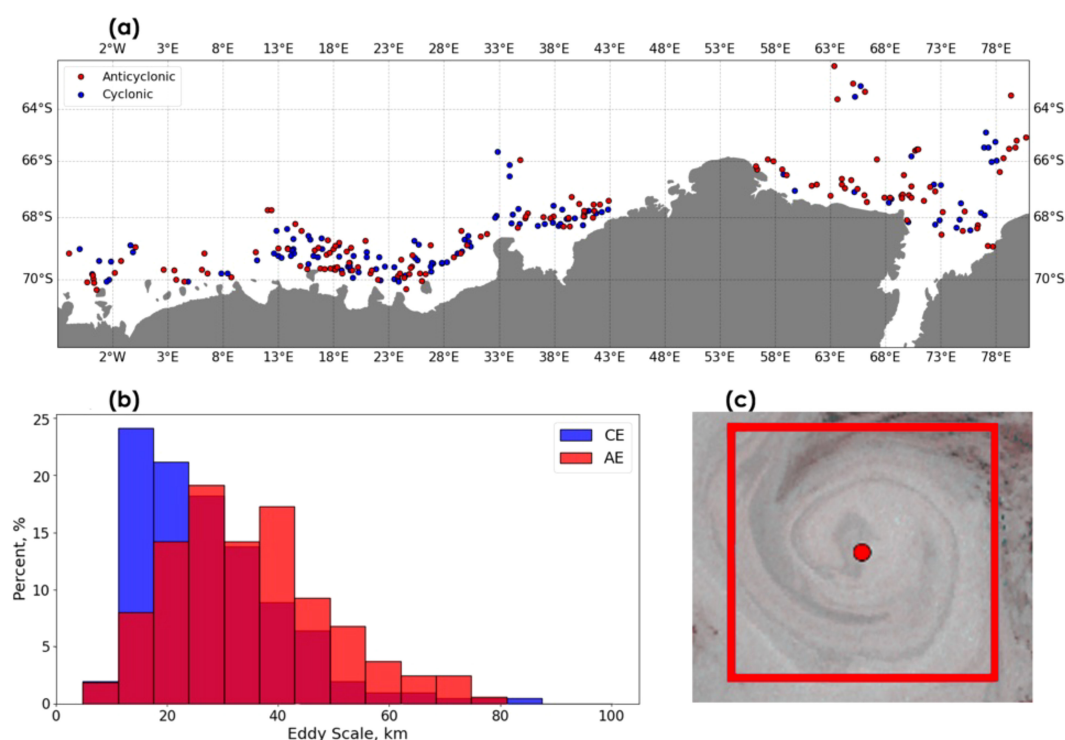 (a)
2°W 3°E 8°E 13°E 18°E 23°E 28°E 33°E 38°E 43°E 48°E 53°E 58°E 63°E 68°E 73°E 78°E
Anticyclonic
Cyclonic
64°S 64°S
66°S 66°S
68°S 68°S
70°S 70°S
2°W 3°E 8°E 13°E 18°E 23°E 28°E 33°E 38°E 43°E 48°E 53°E 58°E 63°E 68°E 73°E 78°E
(b)
25
20
15
10
5
0
Percent, %
CE
AE
0 20 40 60 80 100
Eddy Scale, km
(c)